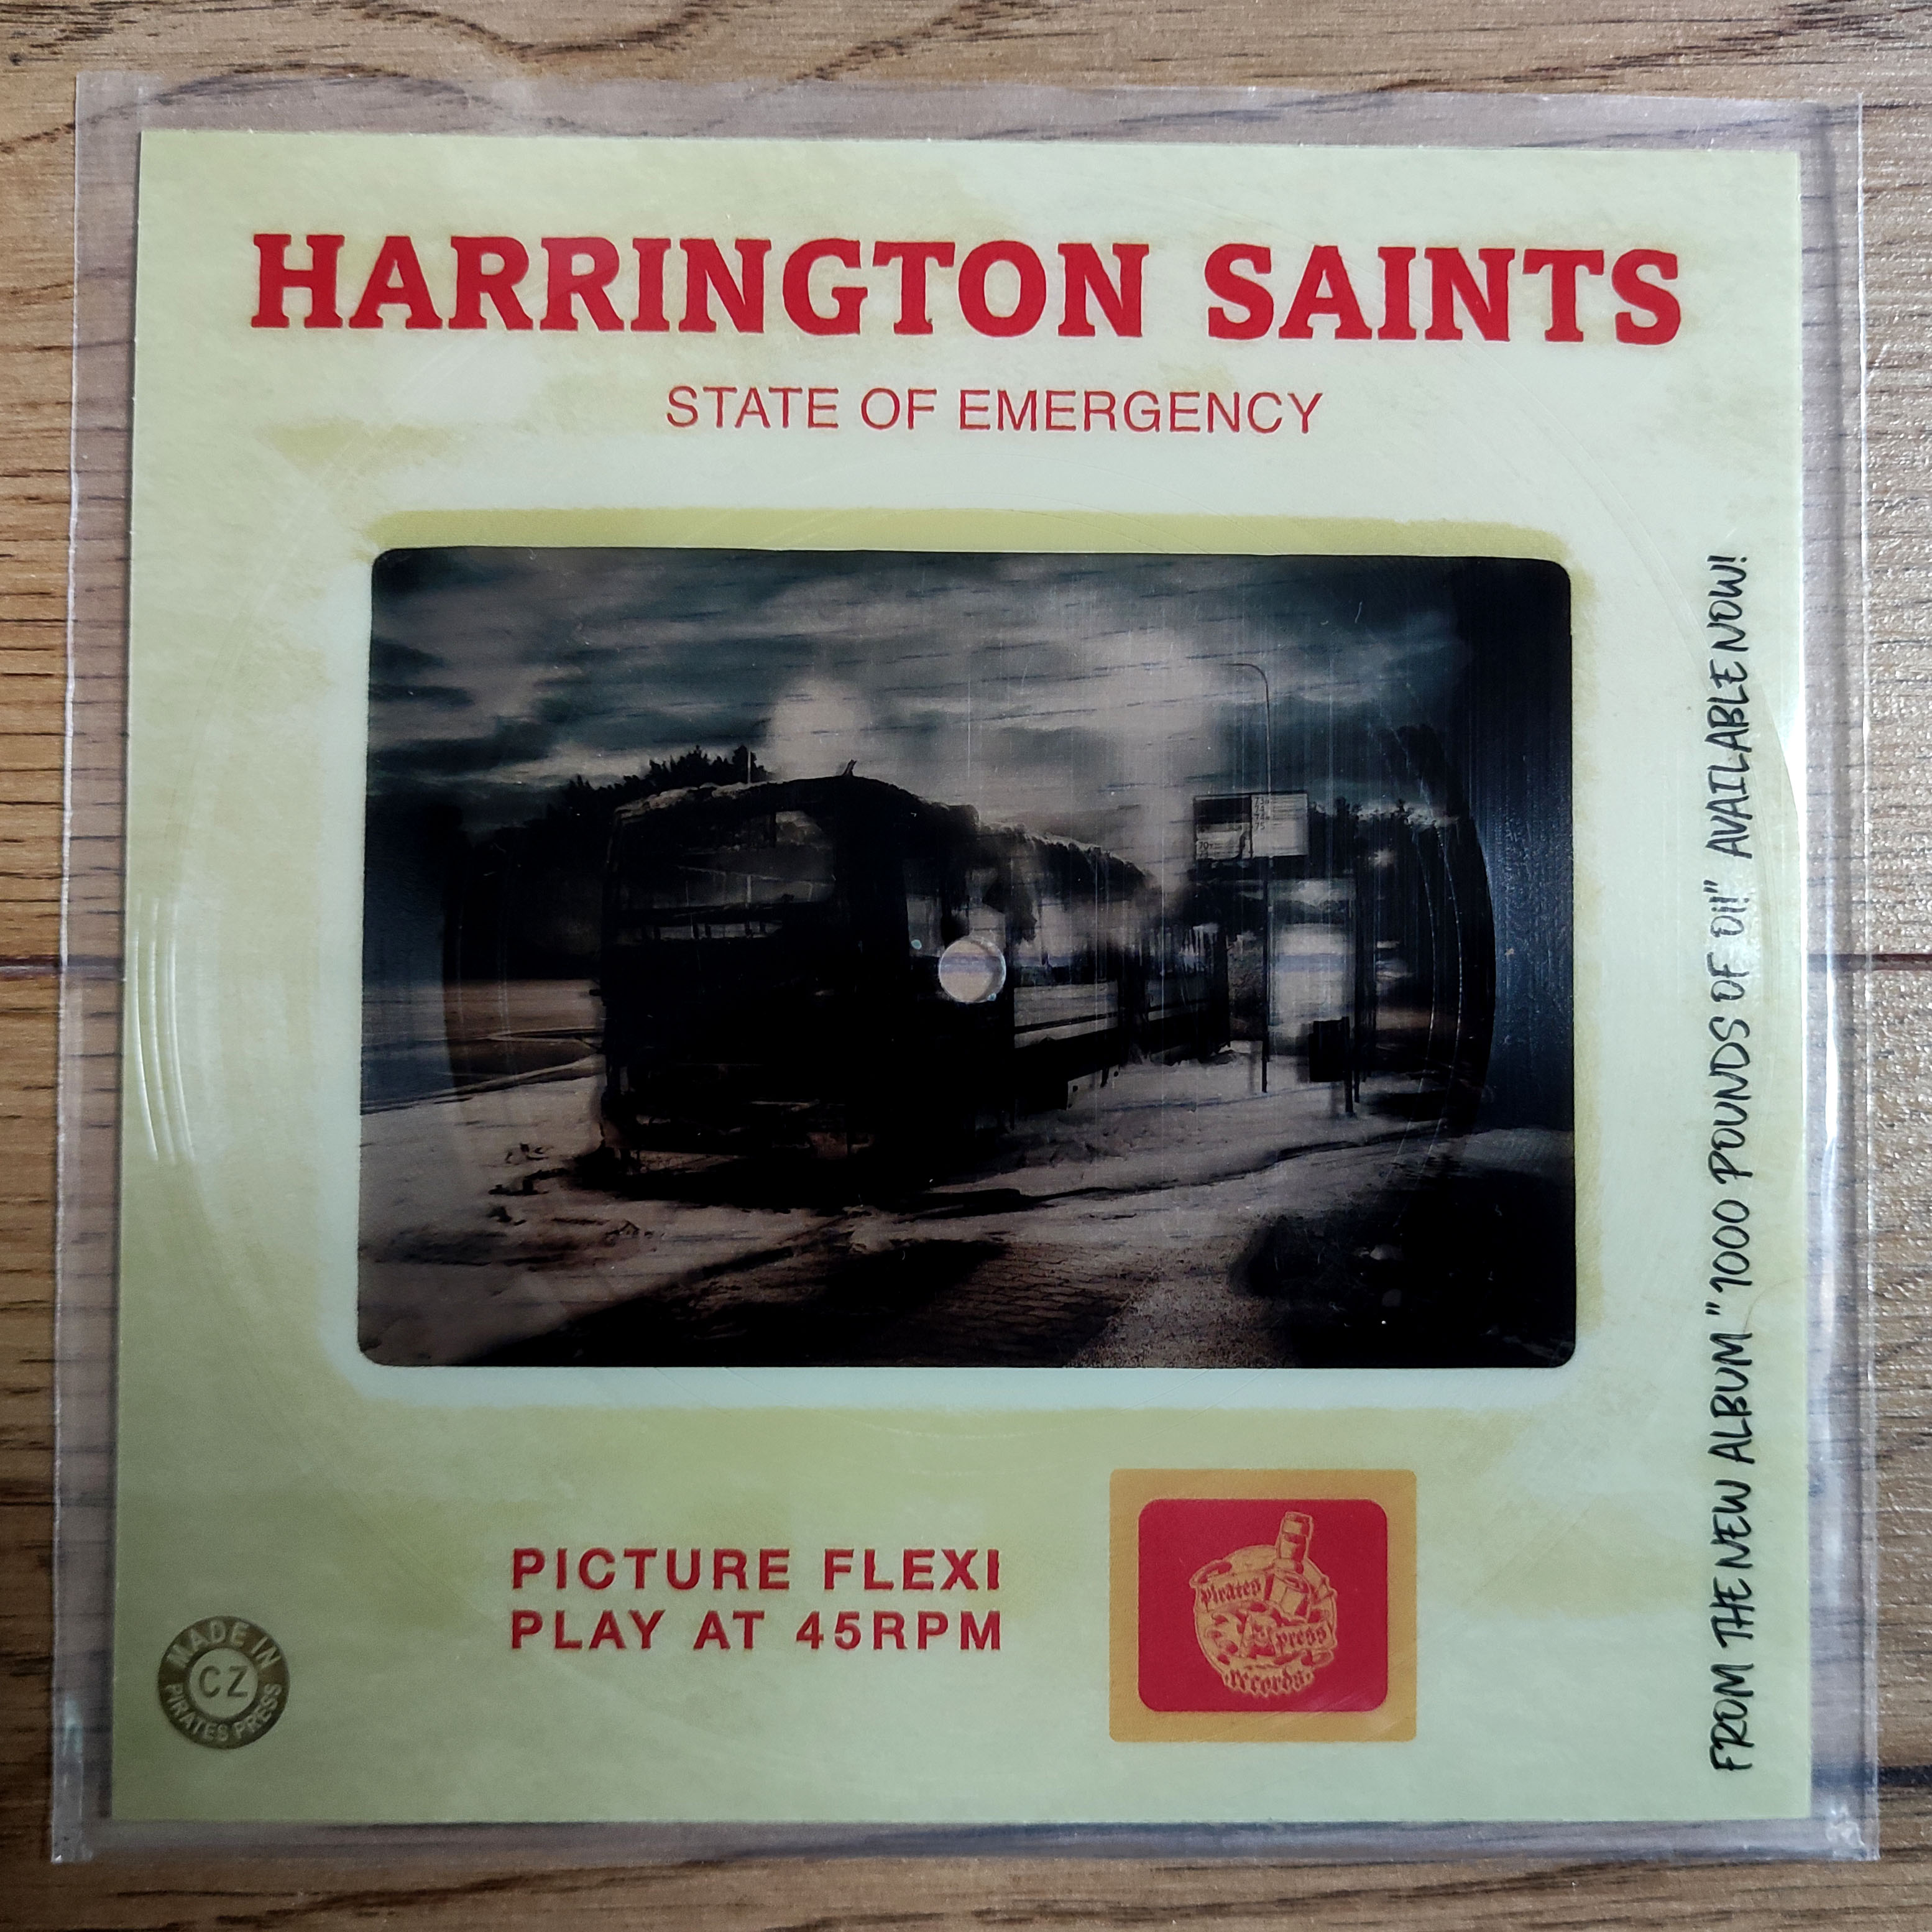 HARRINGTON SAINTS
STATE OF EMERGENCY
FROM THE NEW ALBUM "1000 POUNDS OF OI!" AVAILABLE NOW!
PICTURE FLEXI
PLAY AT 45RPM
Pirates
press
records
MADE IN
CZ
PIRATES PRESS